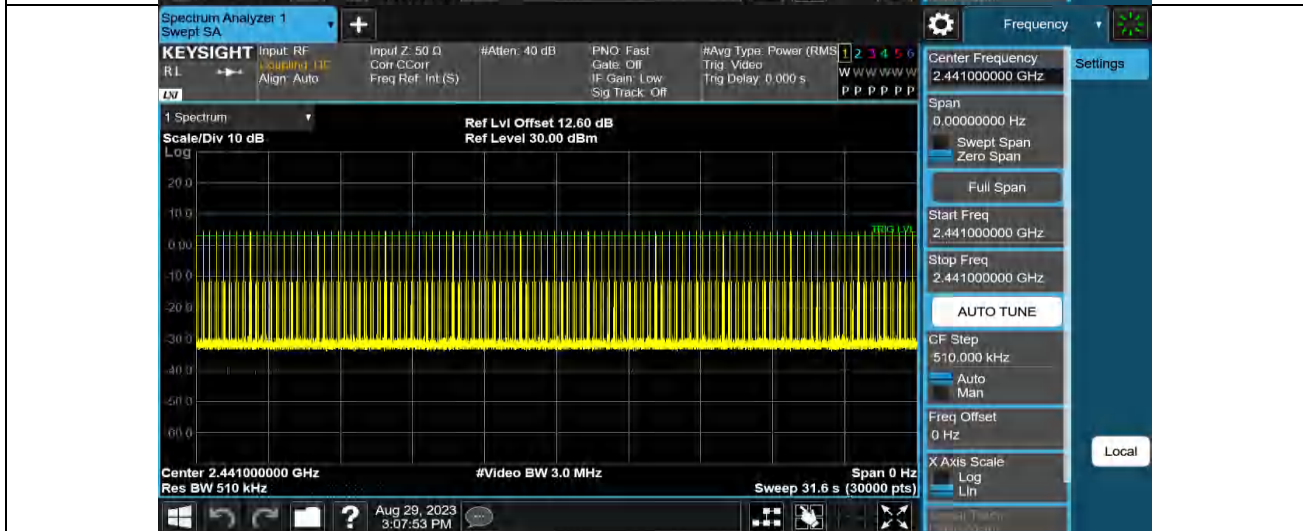 Spectrum Analyzer 1
Swept SA
+
Frequency
KEYSIGHT
Input: RF
Input Z: 50 Ω
#Atten: 40 dB
PNO: Fast
#Avg Type: Power (RMS
1 2 3 4 5 6
RL
Coupling: DC
Corr CCorr
Gate: Off
Trig: Video
W W W W W W
Align: Auto
Freq Ref: Int (S)
IF Gain: Low
Trig Delay: 0.000 s
P P P P P P
Sig Track: Off
LNI
Center Frequency
2.441000000 GHz
Settings
Span
0.00000000 Hz
Swept Span
Zero Span
Full Span
Start Freq
2.441000000 GHz
Stop Freq
2.441000000 GHz
AUTO TUNE
CF Step
510.000 kHz
Auto
Man
Freq Offset
0 Hz
X Axis Scale
Log
Lin
Local
1 Spectrum
Ref Lvl Offset 12.60 dB
Scale/Div 10 dB
Ref Level 30.00 dBm
Log
20.0
10.0
TRIG LVL
0.00
-10.0
-20.0
-30.0
-40.0
-50.0
-60.0
Center 2.441000000 GHz
#Video BW 3.0 MHz
Span 0 Hz
Res BW 510 kHz
Sweep 31.6 s (30000 pts)
?
Aug 29, 2023
3:07:53 PM